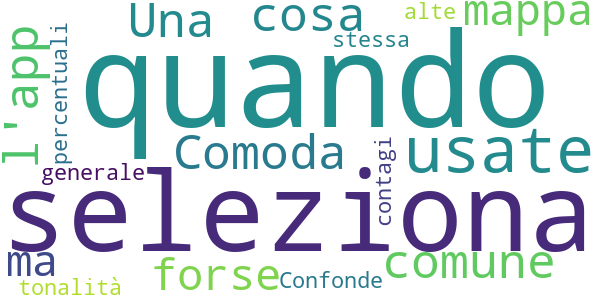 Una cosa alte mappa
stessa
l'app percentuali quando
Comoda usate
generale contagi
seleziona
ma forse comune
tonalità Confonde